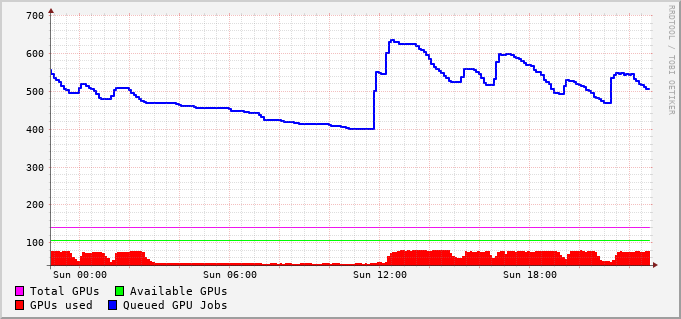 700
600
500
400
300
200
100
Sun 00:00 Sun 06:00 Sun 12:00 Sun 18:00
Total GPUs Available GPUs
GPUs used Queued GPU Jobs
RRDTOOL / TOBI OETIKER